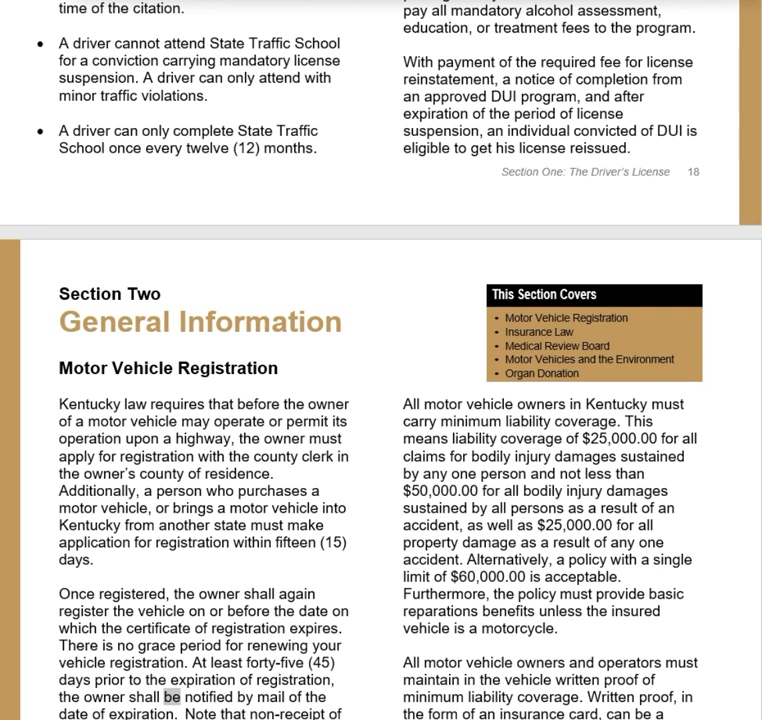 time of the citation.
• A driver cannot attend State Traffic School
for a conviction carrying mandatory license
suspension. A driver can only attend with
minor traffic violations.
• A driver can only complete State Traffic
School once every twelve (12) months.
pay all mandatory alcohol assessment,
education, or treatment fees to the program.
With payment of the required fee for license
reinstatement, a notice of completion from
an approved DUI program, and after
expiration of the period of license
suspension, an individual convicted of DUI is
eligible to get his license reissued.
Section One: The Driver's License 18
Section Two
General Information
This Section Covers
• Motor Vehicle Registration
• Insurance Law
• Medical Review Board
• Motor Vehicles and the Environment
• Organ Donation
Motor Vehicle Registration
Kentucky law requires that before the owner
of a motor vehicle may operate or permit its
operation upon a highway, the owner must
apply for registration with the county clerk in
the owner's county of residence.
Additionally, a person who purchases a
motor vehicle, or brings a motor vehicle into
Kentucky from another state must make
application for registration within fifteen (15)
days.
Once registered, the owner shall again
register the vehicle on or before the date on
which the certificate of registration expires.
There is no grace period for renewing your
vehicle registration. At least forty-five (45)
days prior to the expiration of registration,
the owner shall be notified by mail of the
date of expiration. Note that non-receipt of
All motor vehicle owners in Kentucky must
carry minimum liability coverage. This
means liability coverage of $25,000.00 for all
claims for bodily injury damages sustained
by any one person and not less than
$50,000.00 for all bodily injury damages
sustained by all persons as a result of an
accident, as well as $25,000.00 for all
property damage as a result of any one
accident. Alternatively, a policy with a single
limit of $60,000.00 is acceptable.
Furthermore, the policy must provide basic
reparations benefits unless the insured
vehicle is a motorcycle.
All motor vehicle owners and operators must
maintain in the vehicle written proof of
minimum liability coverage. Written proof, in
the form of an insurance card, can be a